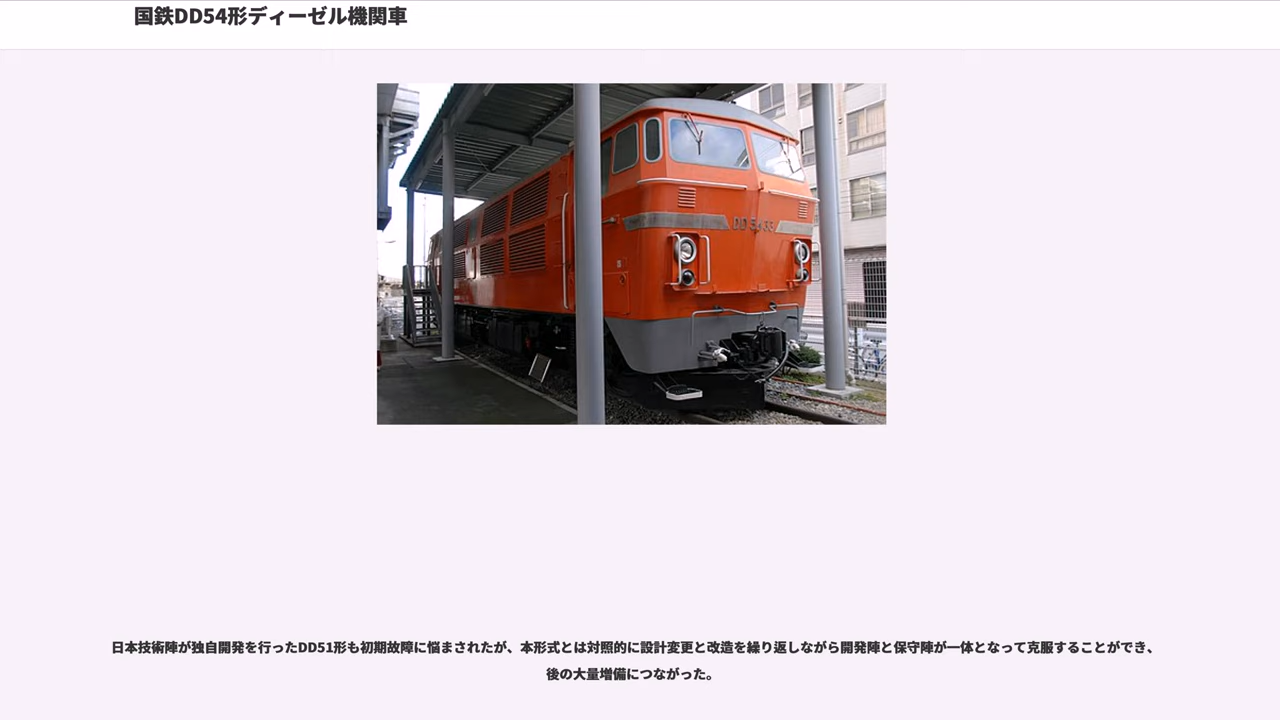 国鉄DD54形ディーゼル機関車
DD 54 33
日本技術陣が独自開発を行ったDD51形も初期故障に悩まされたが、本形式とは対照的に設計変更と改造を繰り返しながら開発陣と保守陣が一体となって克服することができ、
後の大量増備につながった。